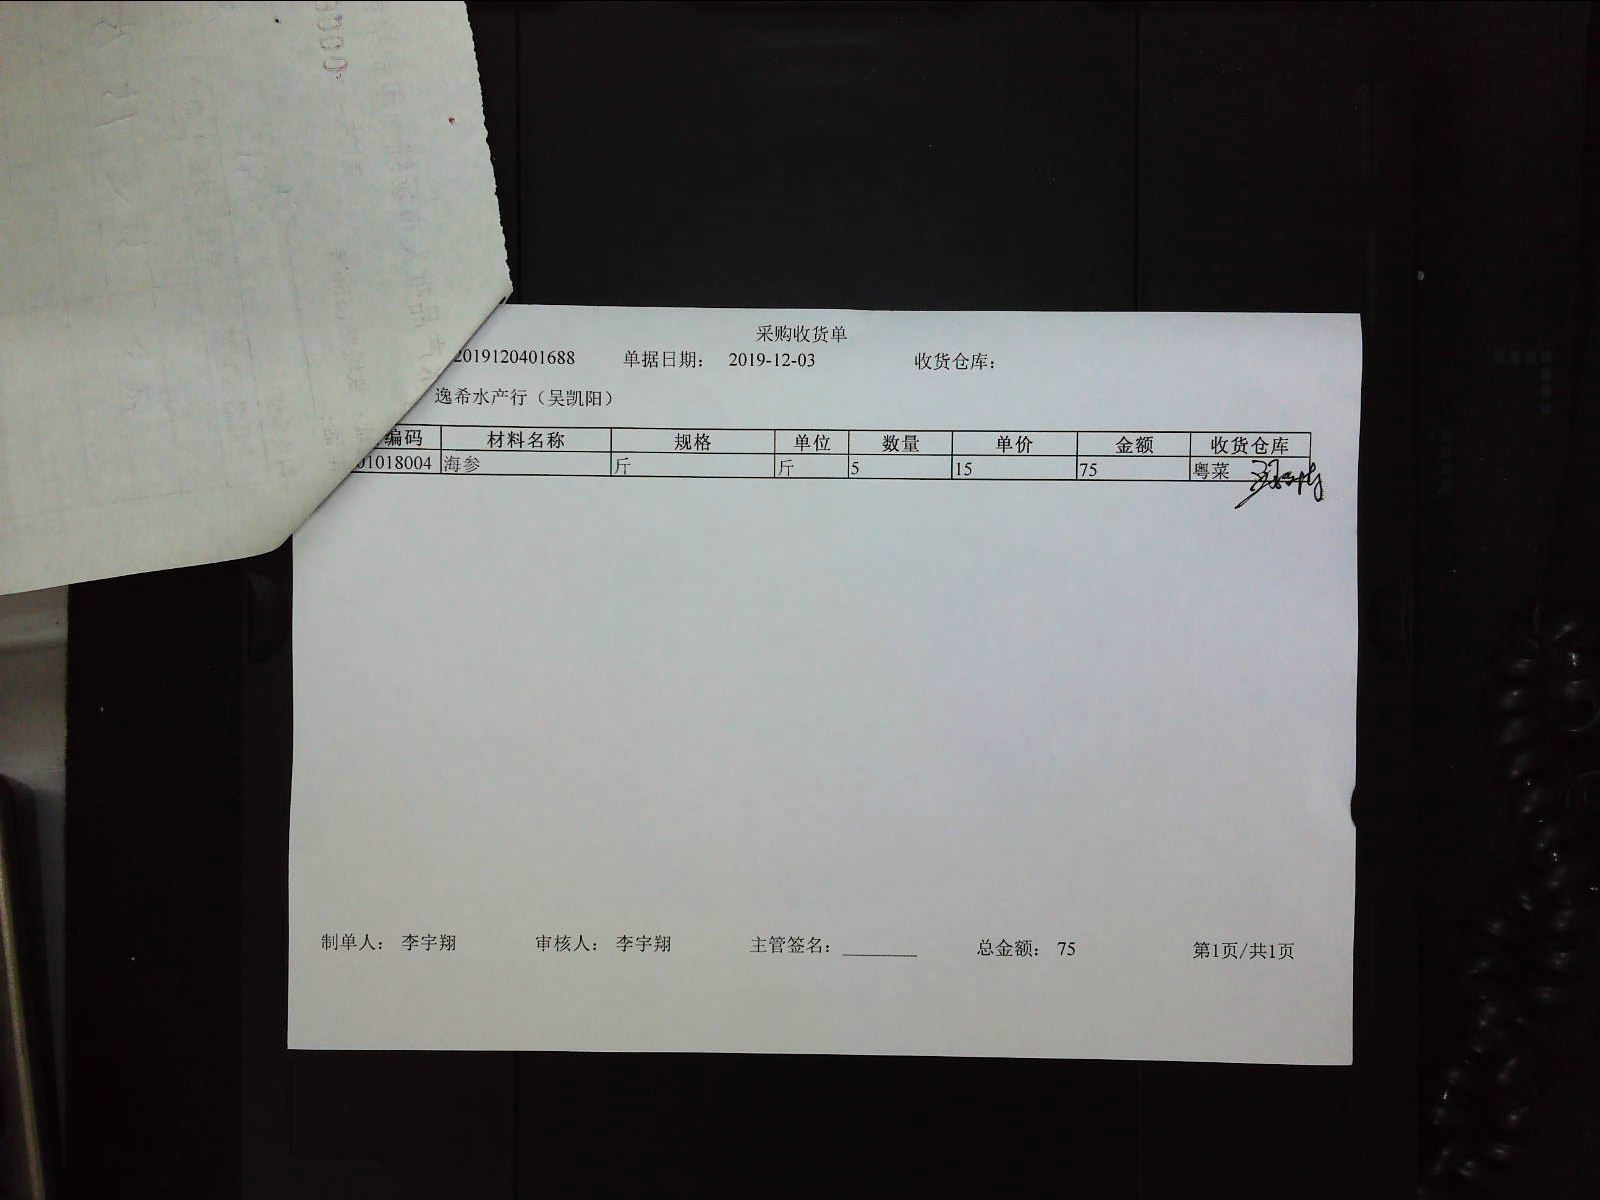 采购收货单
2019120401688 单据日期： 2019-12-03 收货仓库：
逸希水产行（吴凯阳）
编码 材料名称 规格 单位 数量 单价 金额 收货仓库
01018004 海参 斤 斤 5 15 75 粤菜
制单人： 李宇翔 审核人： 李宇翔 主管签名： 总金额： 75 第1页/共1页